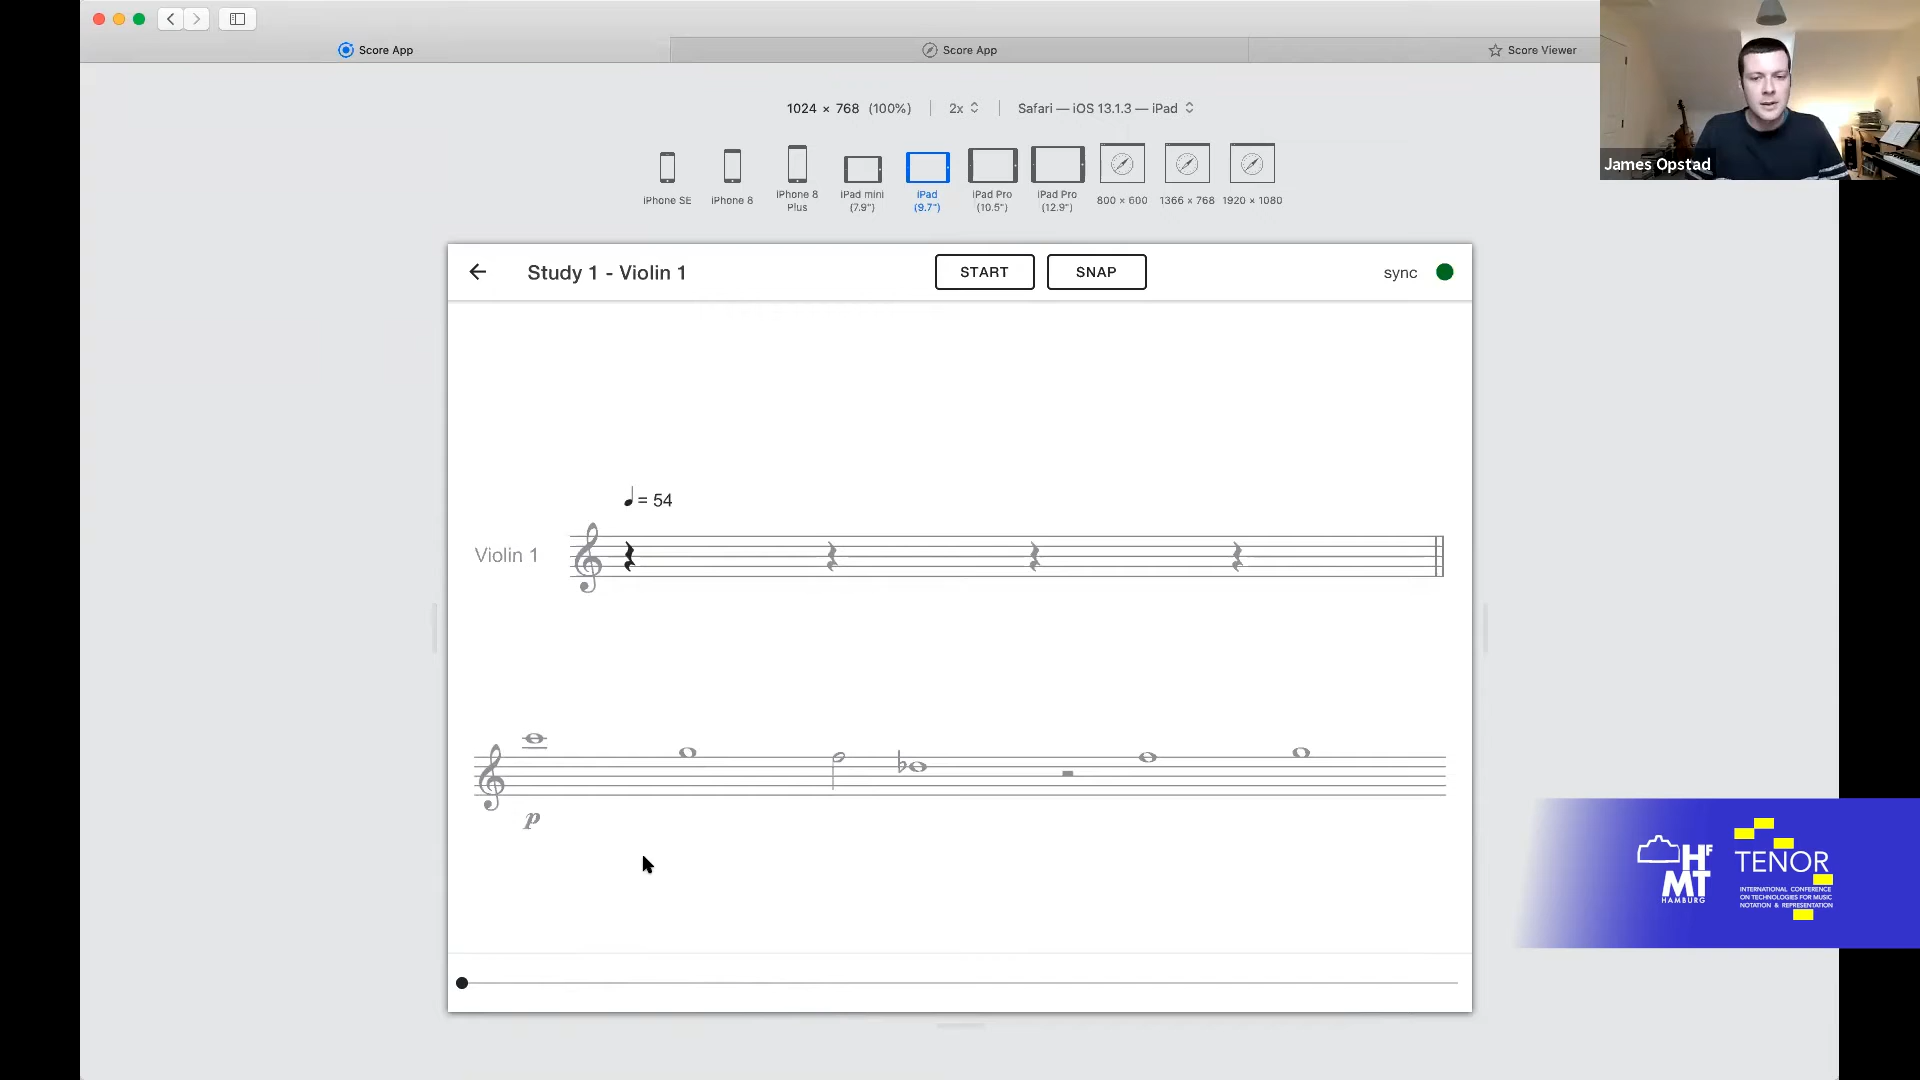 Score App
Score App
Score Viewer
1024 × 768 (100%)
2x
Safari — iOS 13.1.3 — iPad
iPhone SE
iPhone 8
iPhone 8 Plus
iPad mini (7.9")
iPad (9.7")
iPad Pro (10.5")
iPad Pro (12.9")
800 × 600
1366 × 768
1920 × 1080
James Opstad
Study 1 - Violin 1
START
SNAP
sync
= 54
Violin 1
p
HfMT
HAMBURG
TENOR
INTERNATIONAL CONFERENCE
ON TECHNOLOGIES FOR MUSIC
NOTATION & REPRESENTATION